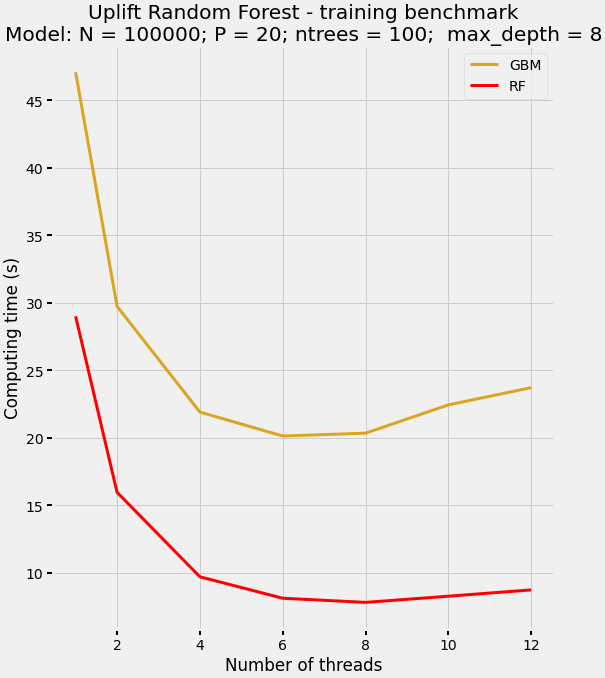 Uplift Random Forest - training benchmark
Model: N = 100000; P = 20; ntrees = 100;  max_depth = 8
GBM
RF
Computing time (s)
45
40
35
30
25
20
15
10
2 4 6 8 10 12
Number of threads